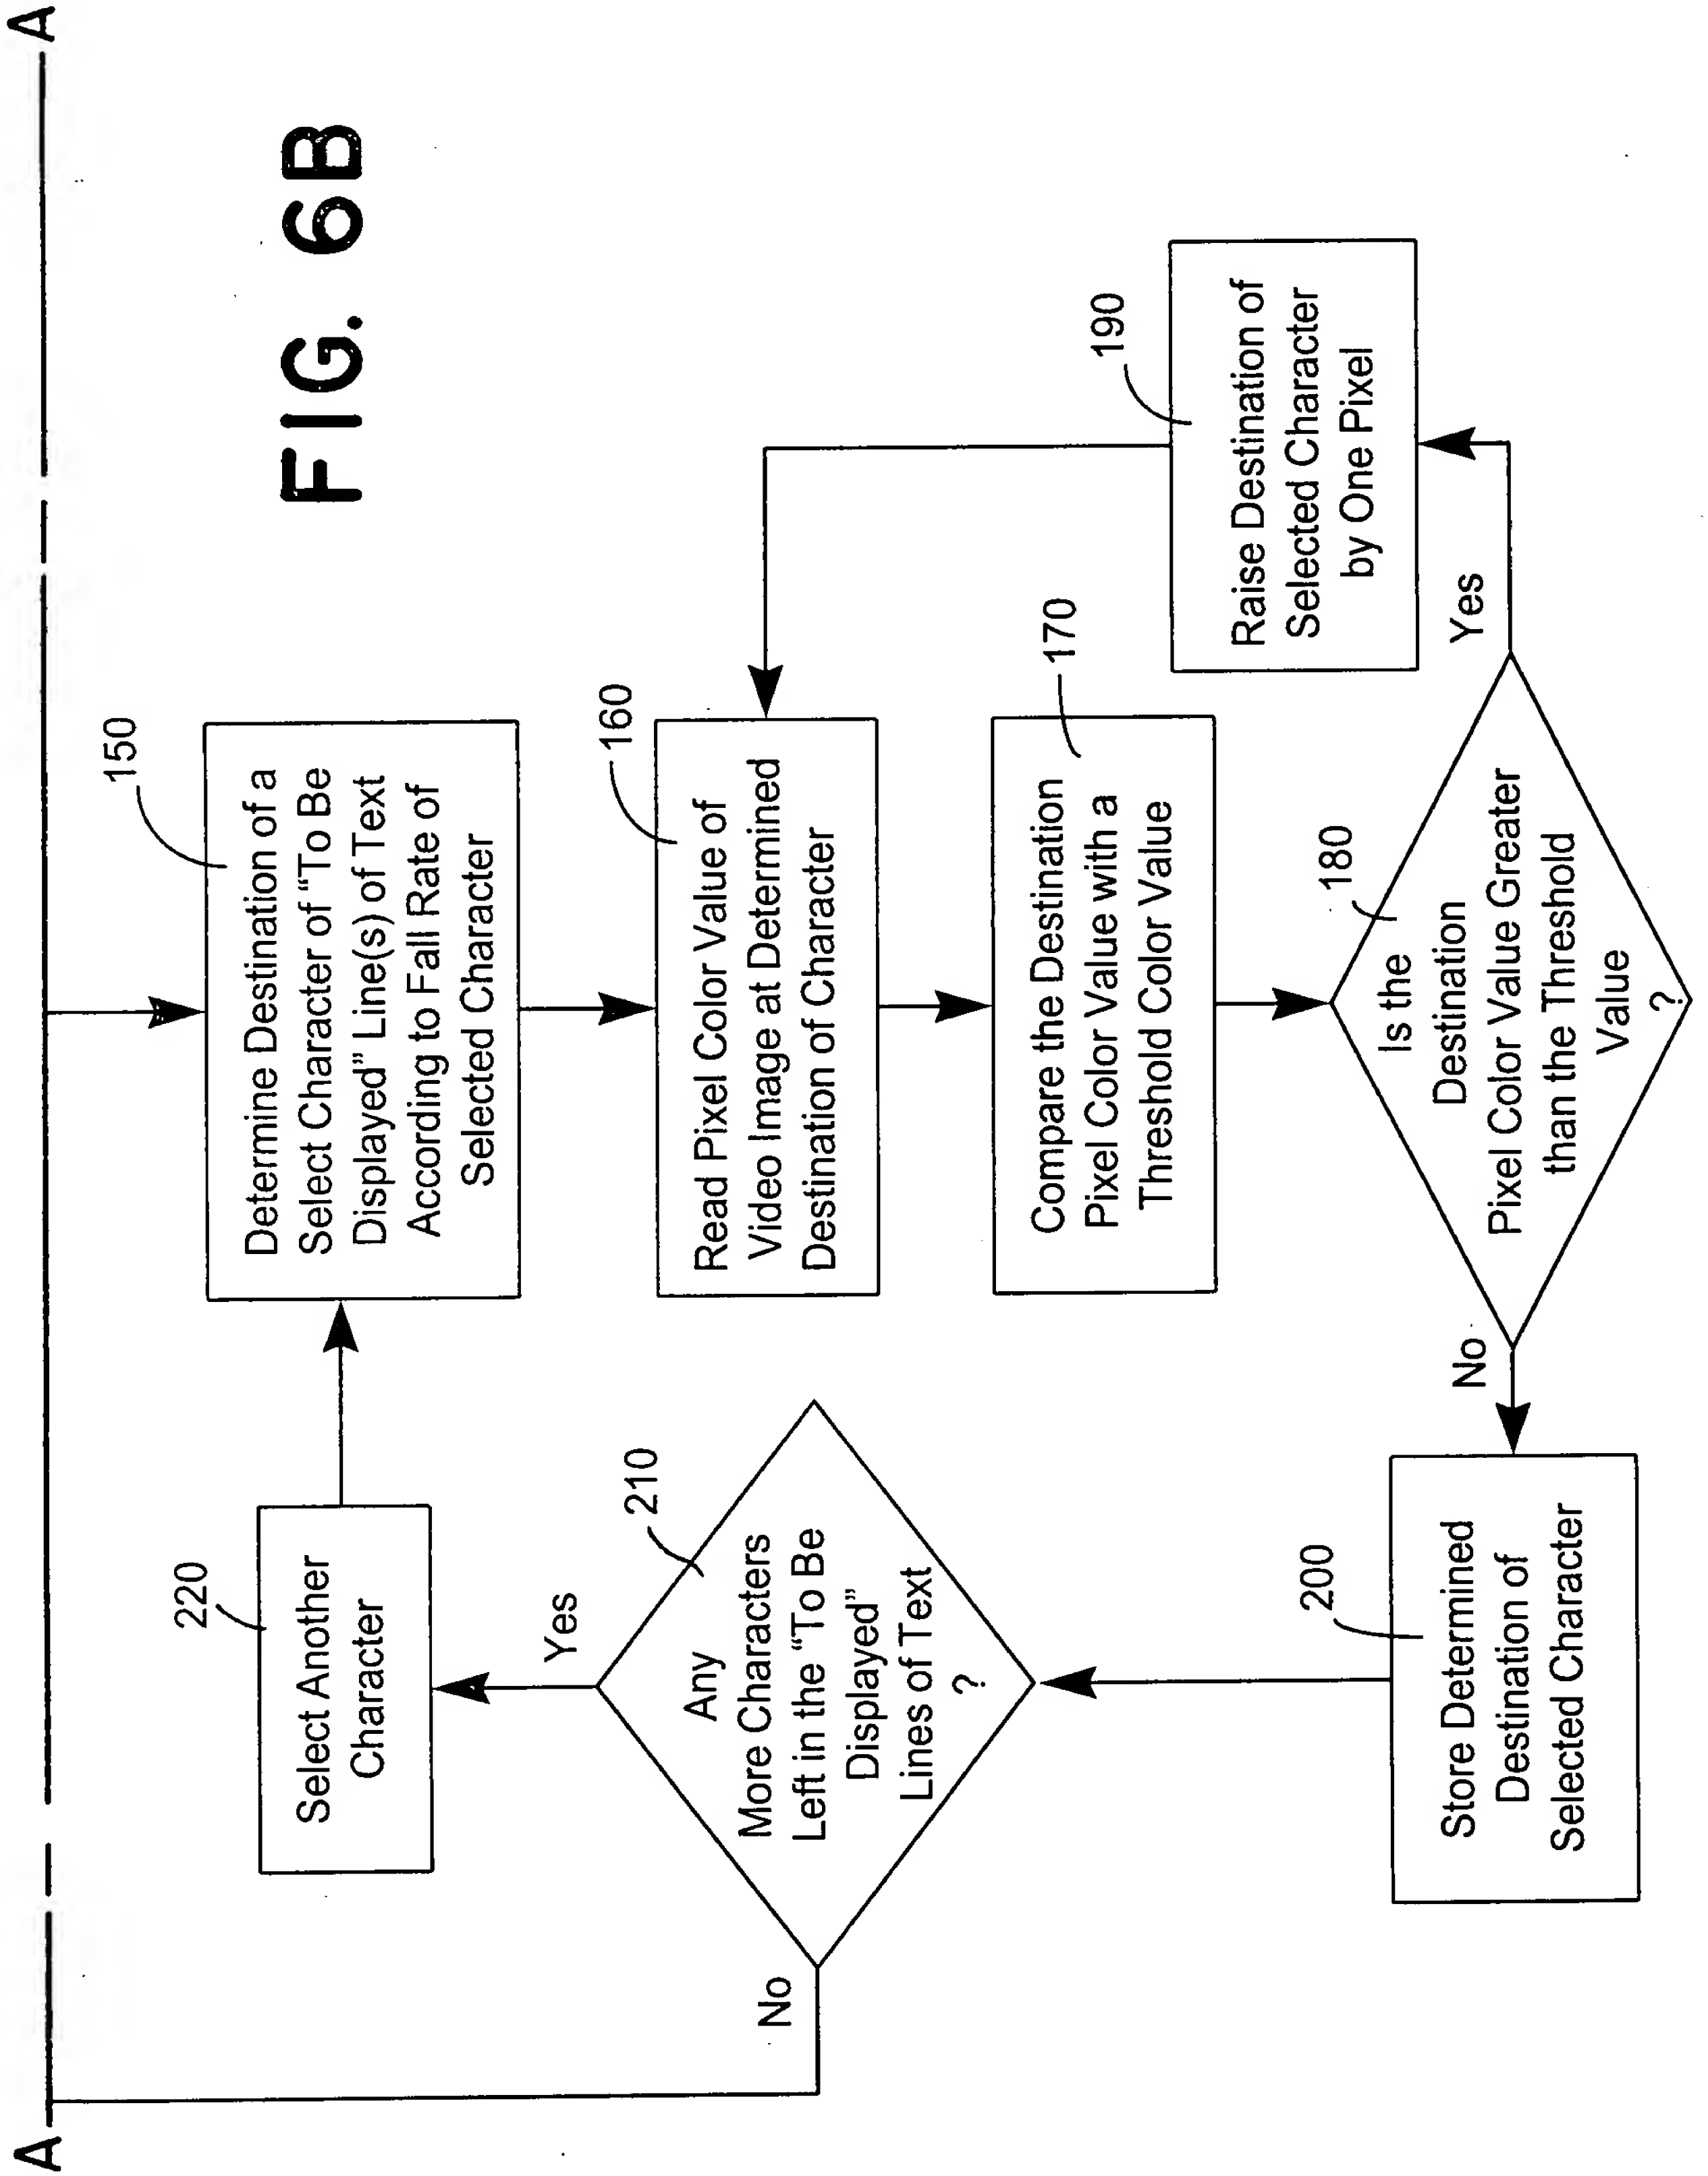 A
A
FIG. 6B
150
Determine Destination of a
Select Character of “To Be
Displayed” Line(s) of Text
According to Fall Rate of
Selected Character
160
Read Pixel Color Value of
Video Image at Determined
Destination of Character
170
Compare the Destination
Pixel Color Value with a
Threshold Color Value
180
Is the
Destination
Pixel Color Value Greater
than the Threshold
Value
?
Yes
190
Raise Destination of
Selected Character
by One Pixel
No
200
Store Determined
Destination of
Selected Character
210
Any
More Characters
Left in the “To Be
Displayed”
Lines of Text
?
Yes
220
Select Another
Character
No